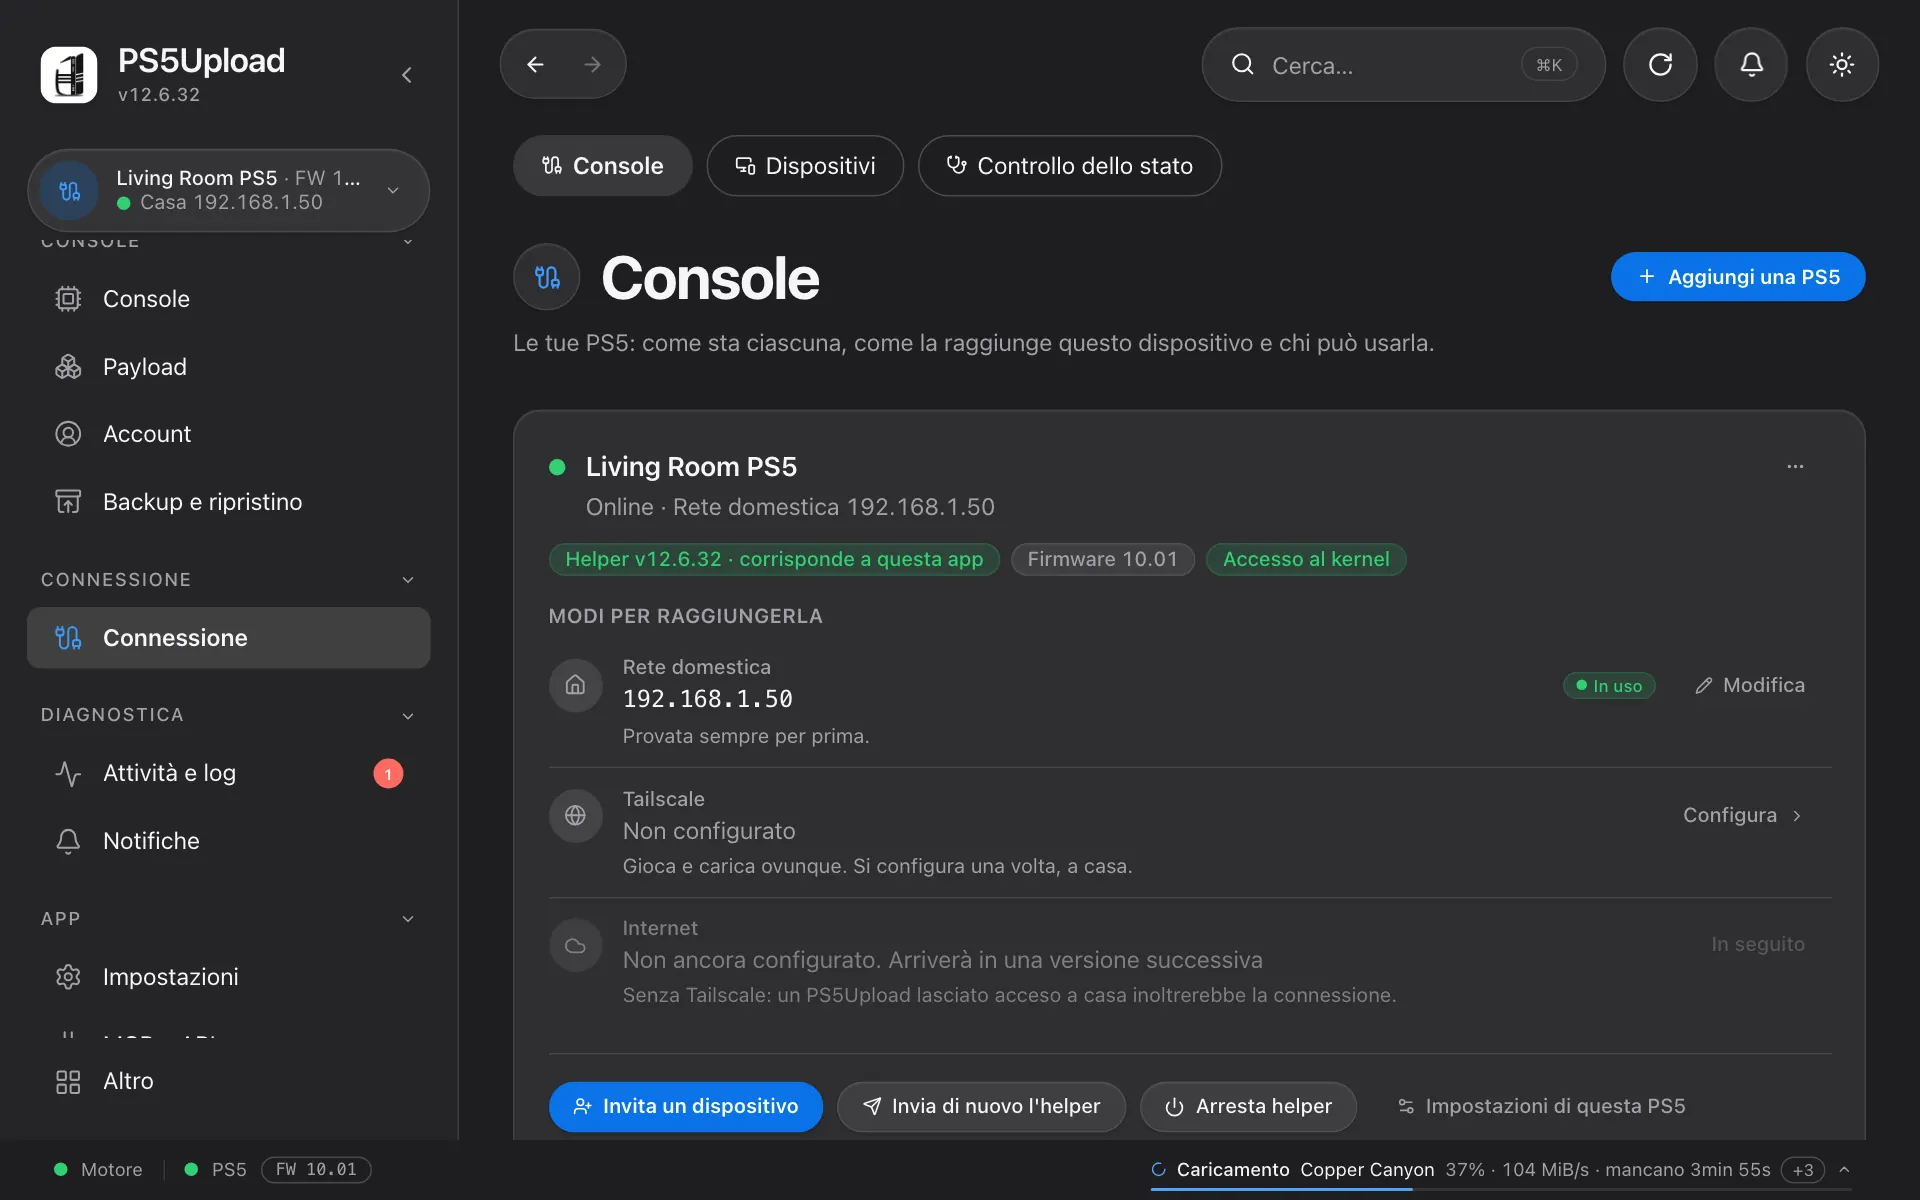 PS5Upload
v12.6.32
Living Room PS5 · FW 1...
Casa 192.168.1.50
CONSOLE
Console
Payload
Account
Backup e ripristino
CONNESSIONE
Connessione
DIAGNOSTICA
Attività e log
1
Notifiche
APP
Impostazioni
Altro
Cerca...
⌘K
Console
Dispositivi
Controllo dello stato
Console
Aggiungi una PS5
Le tue PS5: come sta ciascuna, come la raggiunge questo dispositivo e chi può usarla.
Living Room PS5
Online · Rete domestica 192.168.1.50
Helper v12.6.32 · corrisponde a questa app
Firmware 10.01
Accesso al kernel
MODI PER RAGGIUNGERLA
Rete domestica
192.168.1.50
Provata sempre per prima.
In uso
Modifica
Tailscale
Non configurato
Gioca e carica ovunque. Si configura una volta, a casa.
Configura
Internet
Non ancora configurato. Arriverà in una versione successiva
Senza Tailscale: un PS5Upload lasciato acceso a casa inoltrerebbe la connessione.
In seguito
Invita un dispositivo
Invia di nuovo l'helper
Arresta helper
Impostazioni di questa PS5
Motore
PS5
FW 10.01
Caricamento Copper Canyon 37% · 104 MiB/s · mancano 3min 55s
+3